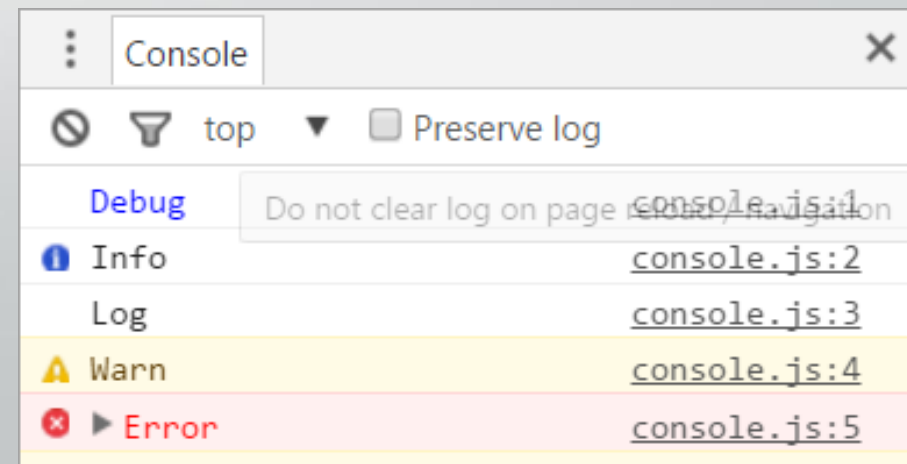 Console
top Preserve log
Debug console.js:1
Do not clear log on page reload / navigation
Info console.js:2
Log console.js:3
Warn console.js:4
Error console.js:5